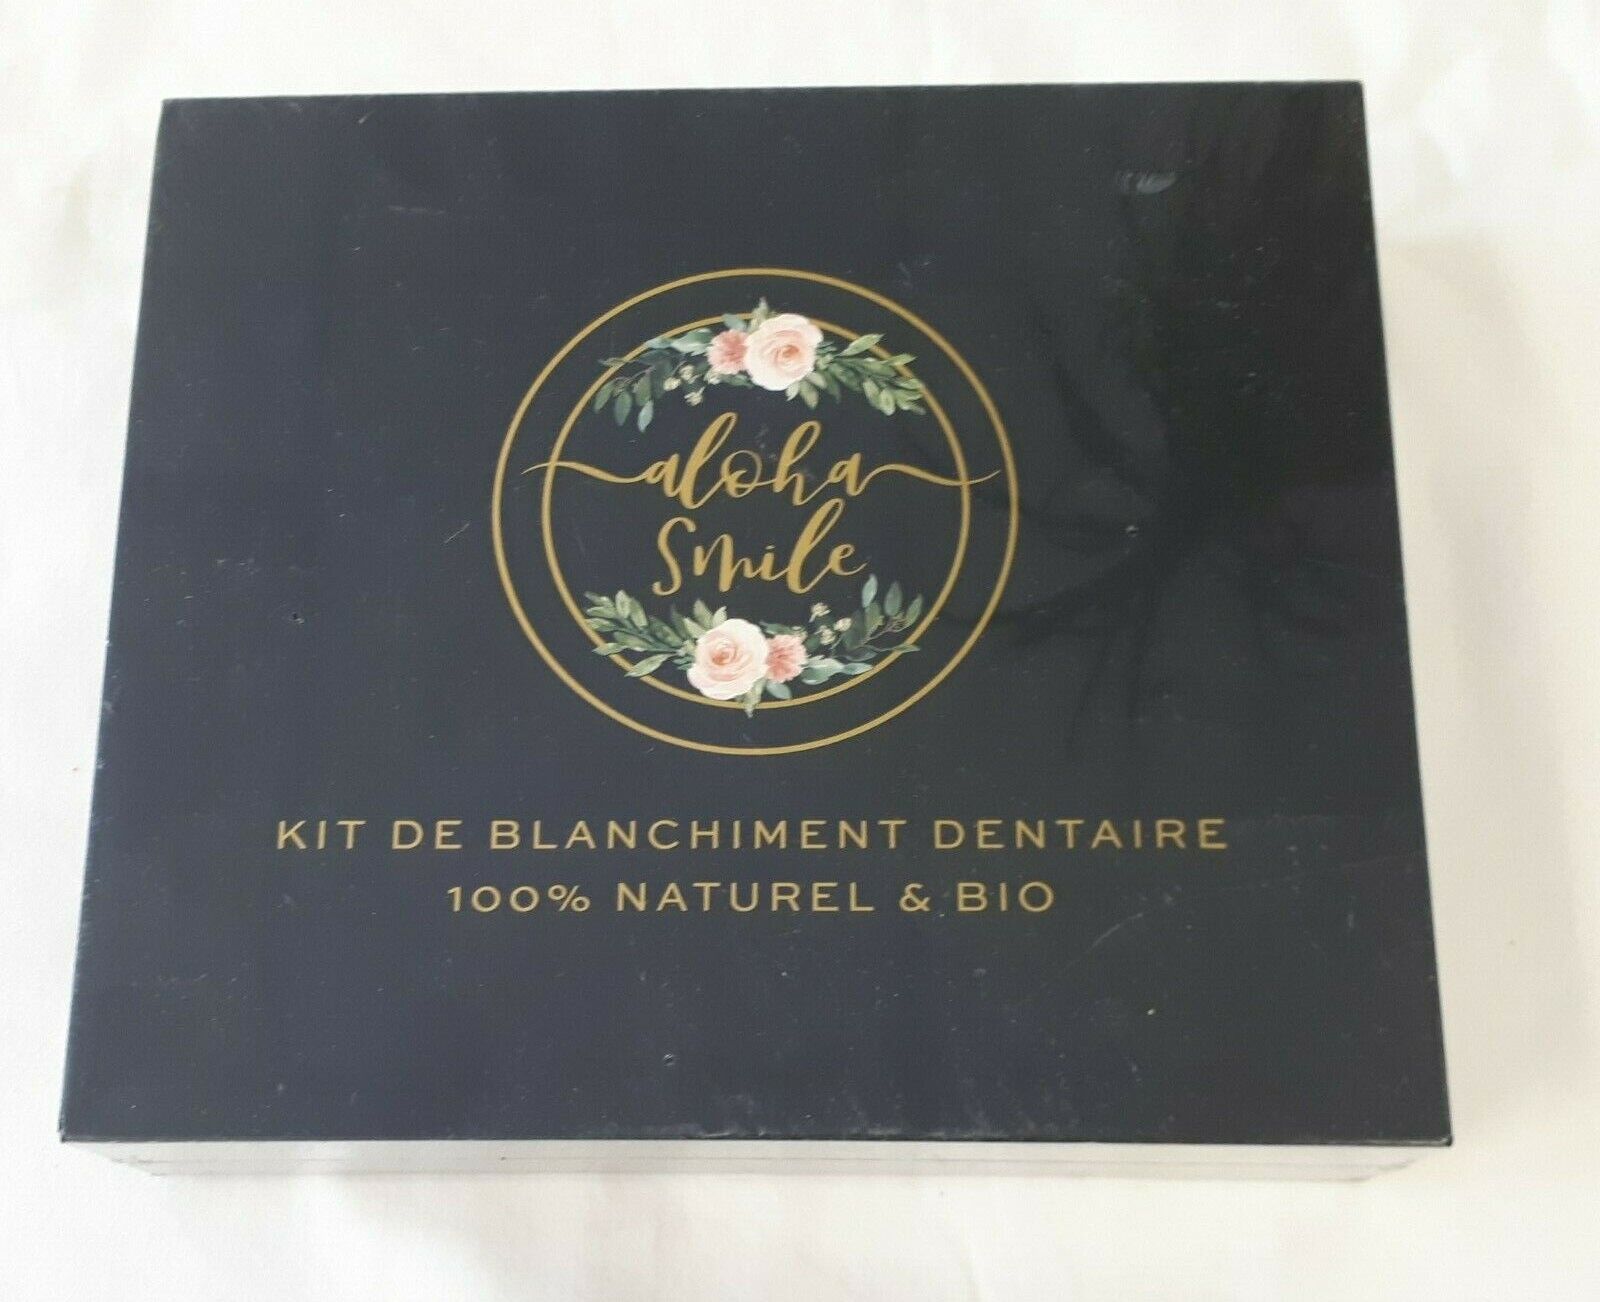 aloha
Smile
KIT DE BLANCHIMENT DENTAIRE
100% NATUREL & BIO